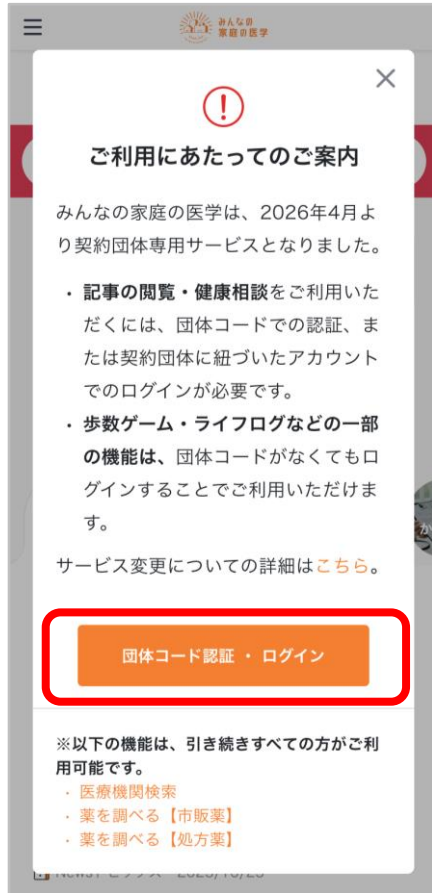 みんなの
家庭の医学
ご利用にあたってのご案内
みんなの家庭の医学は、2026年4月よ
り契約団体専用サービスとなりました。
・記事の閲覧・健康相談をご利用いた
だくには、団体コードでの認証、ま
たは契約団体に紐づいたアカウント
でのログインが必要です。
・歩数ゲーム・ライフログなどの一部
の機能は、団体コードがなくてもロ
グインすることでご利用いただけま
す。
サービス変更についての詳細はこちら。
か
団体コード認証 ・ ログイン
※以下の機能は、引き続きすべての方がご利
用可能です。
・医療機関検索
・薬を調べる【市販薬】
・薬を調べる【処方薬】